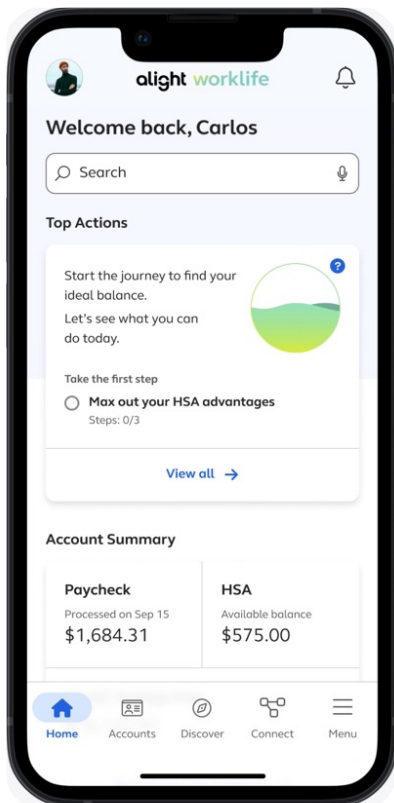 alight worklife
Welcome back, Carlos
Search
Top Actions
?
Start the journey to find your
ideal balance.
Let's see what you can
do today.
Take the first step
Max out your HSA advantages
Steps: 0/3
View all →
Account Summary
Paycheck
Processed on Sep 15
$1,684.31
HSA
Available balance
$575.00
Home
Accounts
Discover
Connect
Menu